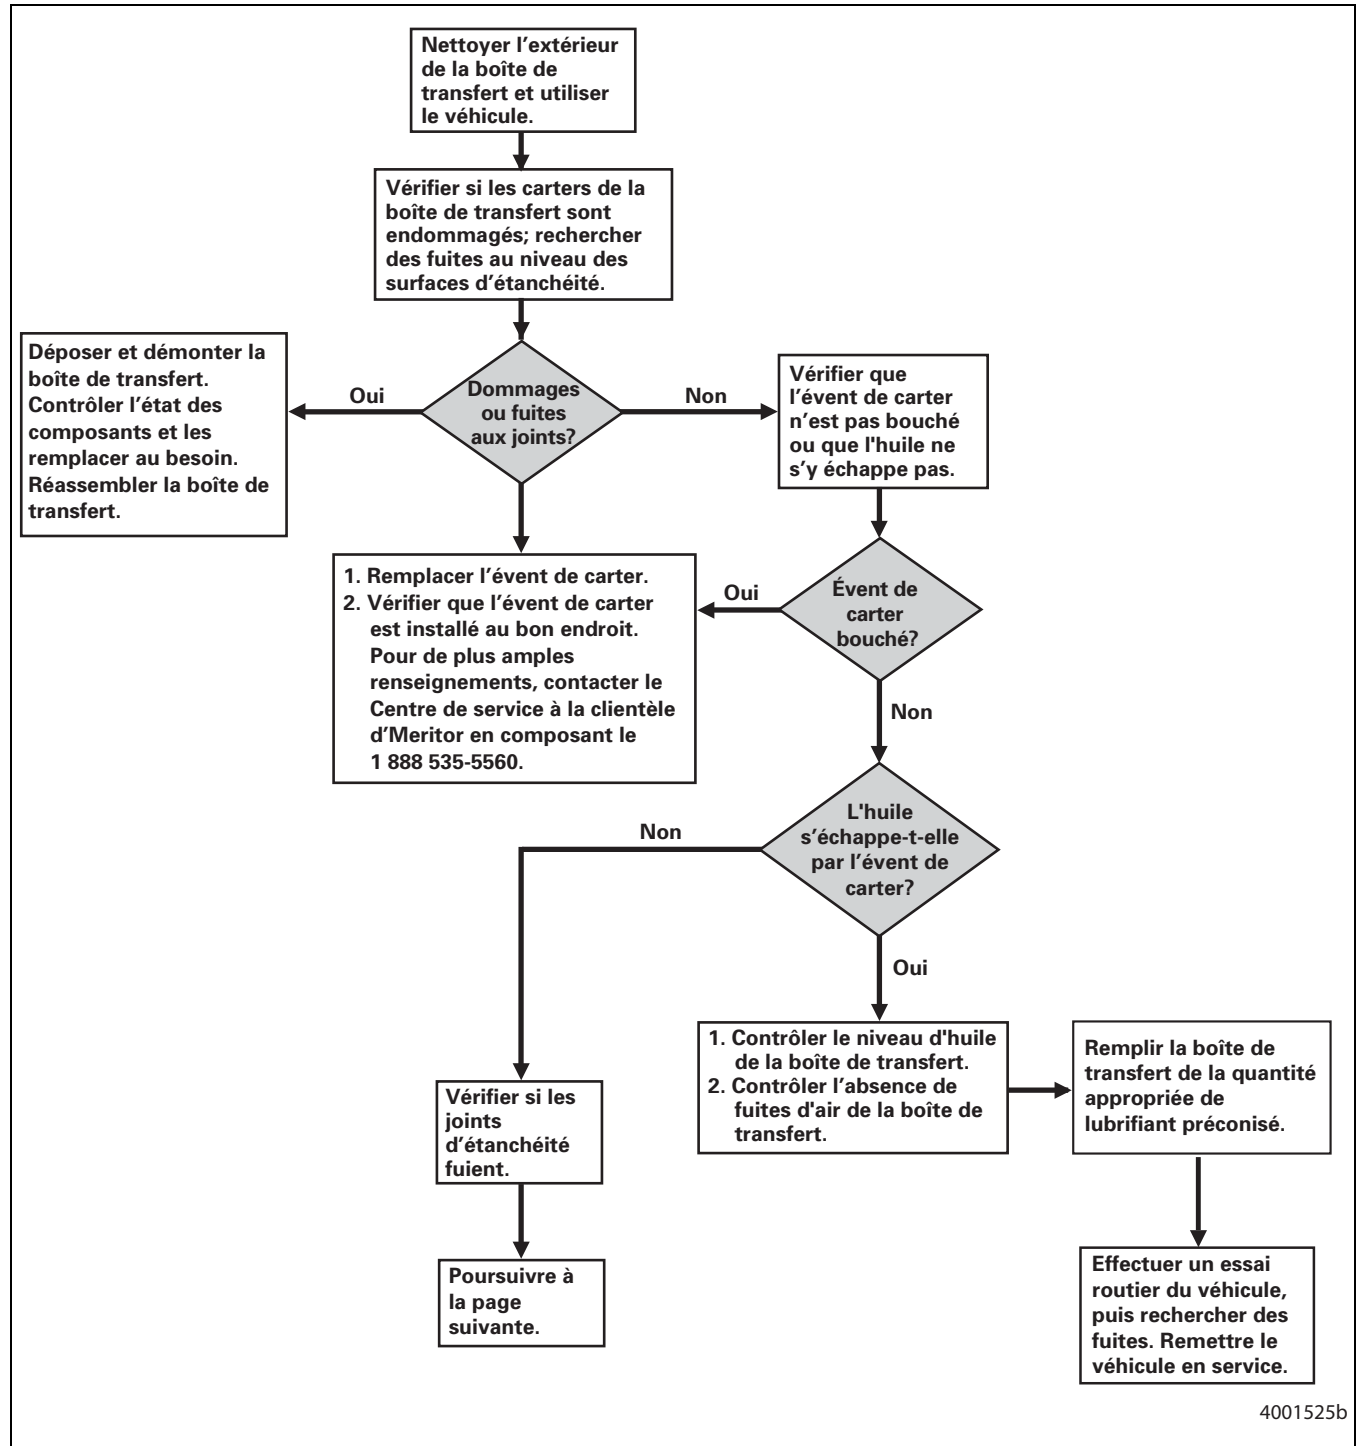 Nettoyer l’extérieur
de la boîte de
transfert et utiliser
le véhicule.
Vérifier si les carters de la
boîte de transfert sont
endommagés; rechercher
des fuites au niveau des
surfaces d’étanchéité.
Déposer et démonter la
boîte de transfert.
Contrôler l’état des
composants et les
remplacer au besoin.
Réassembler la boîte de
transfert.
Oui
Dommages
ou fuites
aux joints?
Non
Vérifier que
l’évent de carter
n’est pas bouché
ou que l'huile ne
s’y échappe pas.
1. Remplacer l’évent de carter.
2. Vérifier que l’évent de carter
est installé au bon endroit.
Pour de plus amples
renseignements, contacter le
Centre de service à la clientèle
d’Meritor en composant le
1 888 535-5560.
Oui
Évent de
carter
bouché?
Non
L'huile
s’échappe-t-elle
par l’évent de
carter?
Non
Oui
1. Contrôler le niveau d'huile
de la boîte de transfert.
2. Contrôler l’absence de
fuites d'air de la boîte de
transfert.
Remplir la boîte de
transfert de la quantité
appropriée de
lubrifiant préconisé.
Vérifier si les
joints
d’étanchéité
fuient.
Poursuivre à
la page
suivante.
Effectuer un essai
routier du véhicule,
puis rechercher des
fuites. Remettre le
véhicule en service.
4001525b